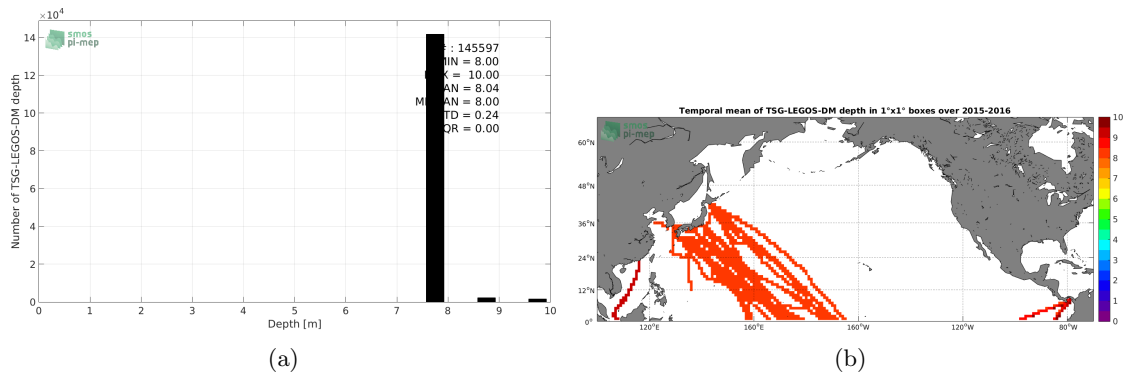 ×10⁴
smos
pi-mep
14
12
10
8
6
4
2
0
Number of TSG-LEGOS-DM depth
: 145597
MIN = 8.00
X = 10.00
AN = 8.04
AN = 8.00
TD = 0.24
QR = 0.00
0 1 2 3 4 5 6 7 8 9 10
Depth [m]
(a)
Temporal mean of TSG-LEGOS-DM depth in 1°x1° boxes over 2015-2016
smos
pi-mep
60°N
48°N
36°N
24°N
12°N
0°
120°E 160°E 160°W 120°W 80°W
10
9
8
7
6
5
4
3
2
1
0
(b)